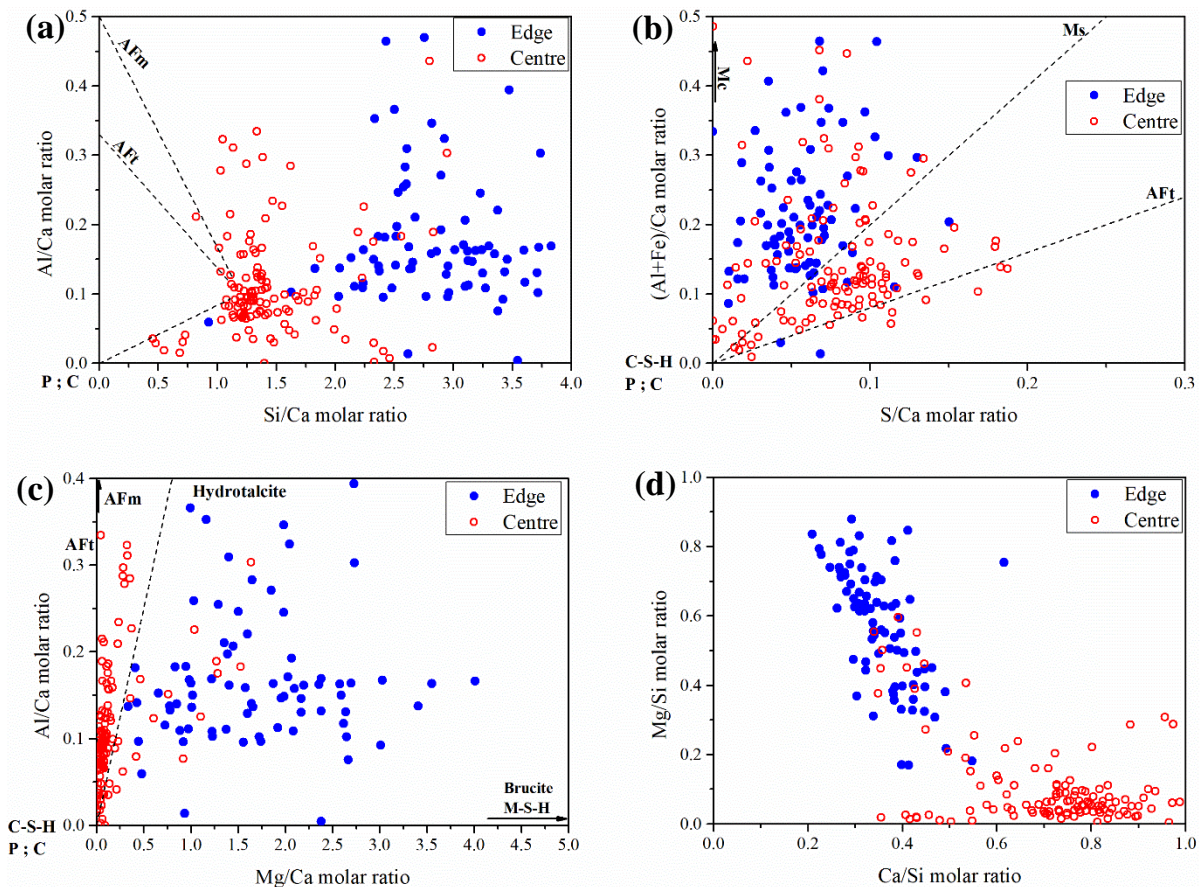 (a)
0.5
0.4
0.3
0.2
0.1
0.0
Al/Ca molar ratio
AFm
AFt
Edge
Centre
P ; C
0.0 0.5 1.0 1.5 2.0 2.5 3.0 3.5 4.0
Si/Ca molar ratio
(b)
0.5
0.4
0.3
0.2
0.1
0.0
(Al+Fe)/Ca molar ratio
Mc
Ms
AFt
Edge
Centre
C-S-H
P ; C
0.0 0.1 0.2 0.3
S/Ca molar ratio
(c)
0.4
0.3
0.2
0.1
0.0
Al/Ca molar ratio
AFm
AFt
Hydrotalcite
Edge
Centre
Brucite
M-S-H
C-S-H
P ; C
0.0 0.5 1.0 1.5 2.0 2.5 3.0 3.5 4.0 4.5 5.0
Mg/Ca molar ratio
(d)
1.0
0.8
0.6
0.4
0.2
0.0
Mg/Si molar ratio
Edge
Centre
0.0 0.2 0.4 0.6 0.8 1.0
Ca/Si molar ratio